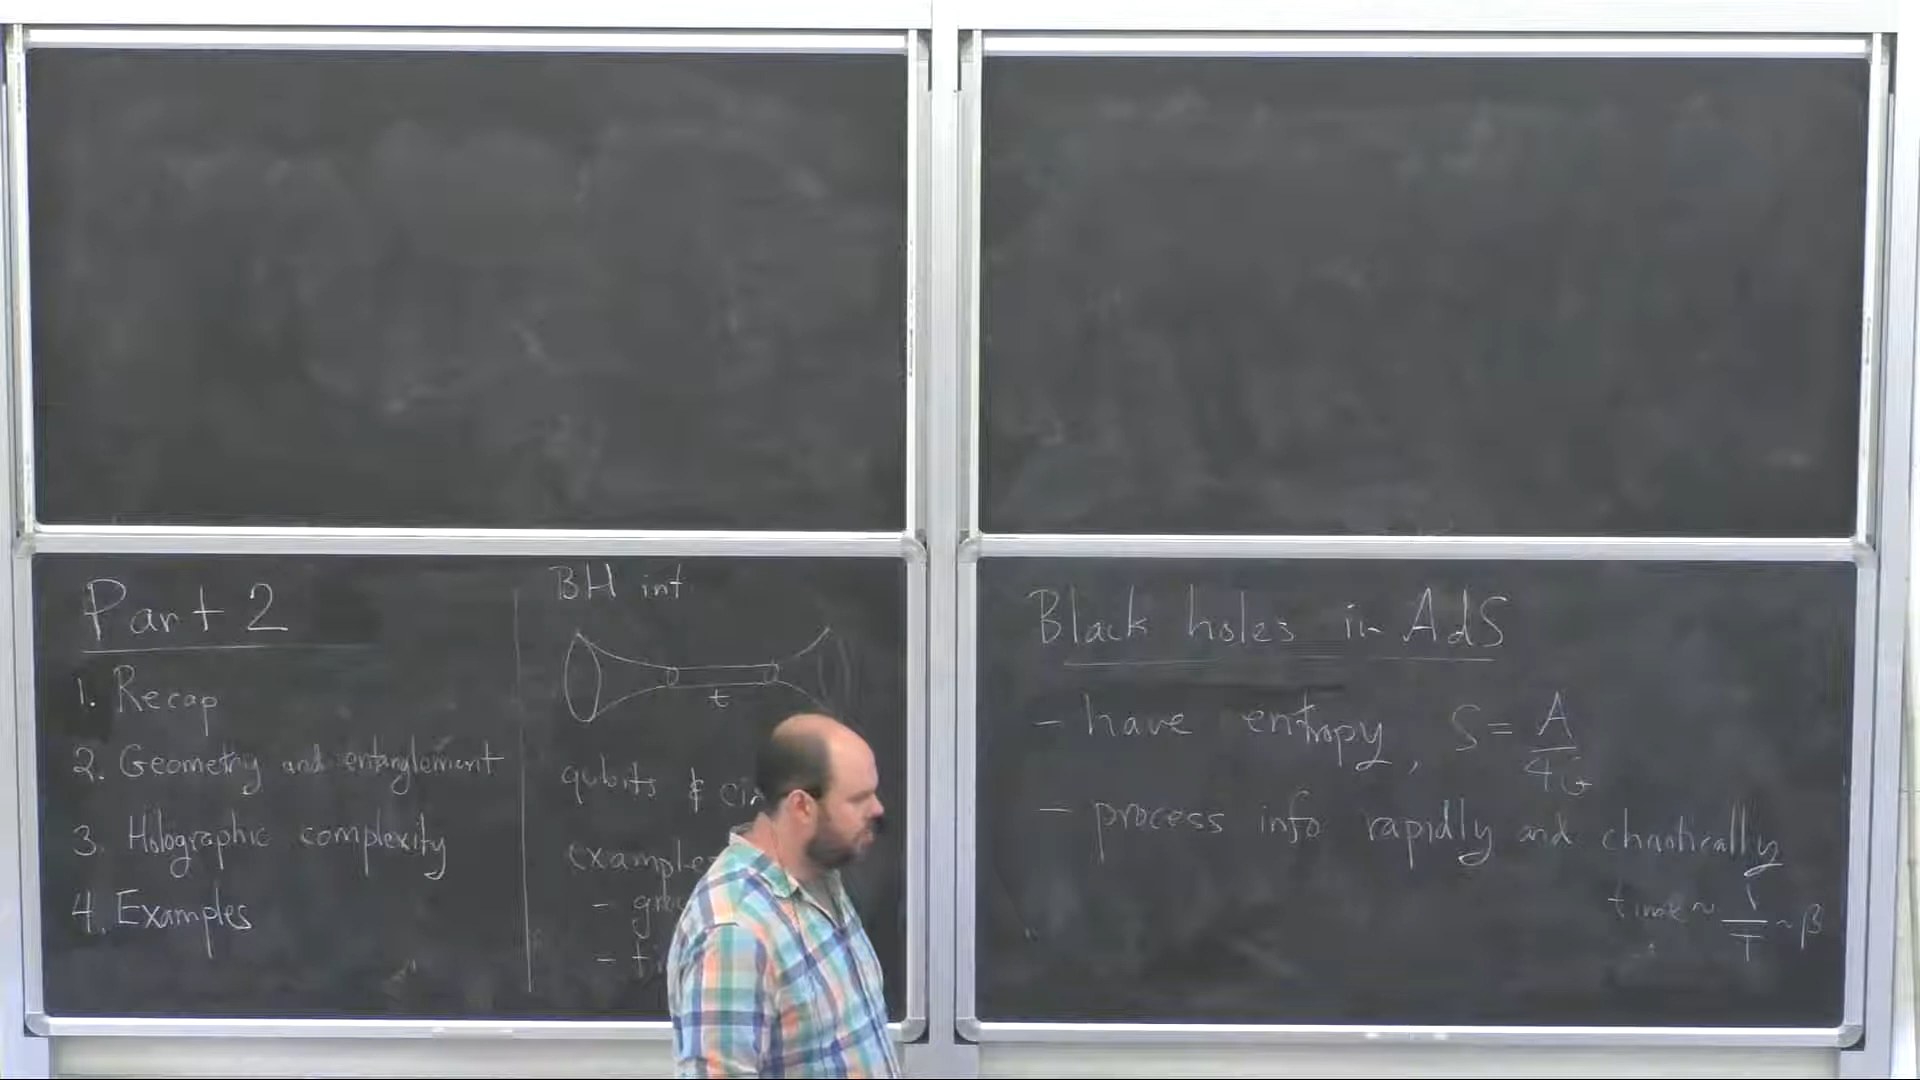 Part 2
1. Recap
2. Geometry and entanglement
3. Holographic complexity
4. Examples
BH int
t
qubits &
example
Black holes in AdS
- have entropy, S = A/4G
- process info rapidly and chaotically
time ~ 1/T ~ β